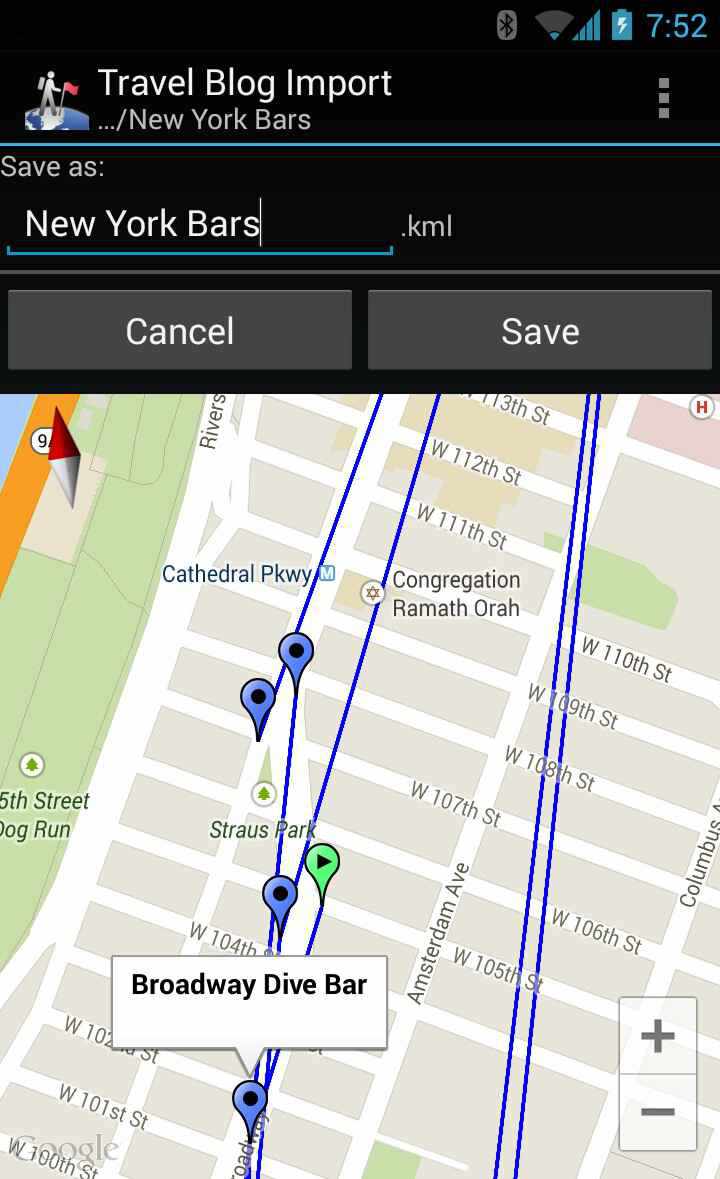 7:52
Travel Blog Import
.../New York Bars
Save as:
New York Bars
.kml
Cancel
Save
113th St
H
9A
Rivers
W 112th St
W 111th St
Cathedral Pkwy M
Congregation
Ramath Orah
W 110th St
W 109th St
W 108th St
5th Street
Dog Run
W 107th St
Straus Park
Columbus A
Amsterdam Ave
W 106th St
W 104th St
W 105th St
Broadway Dive Bar
W 102nd St
W 101st St
roadway
Google
W 100th St